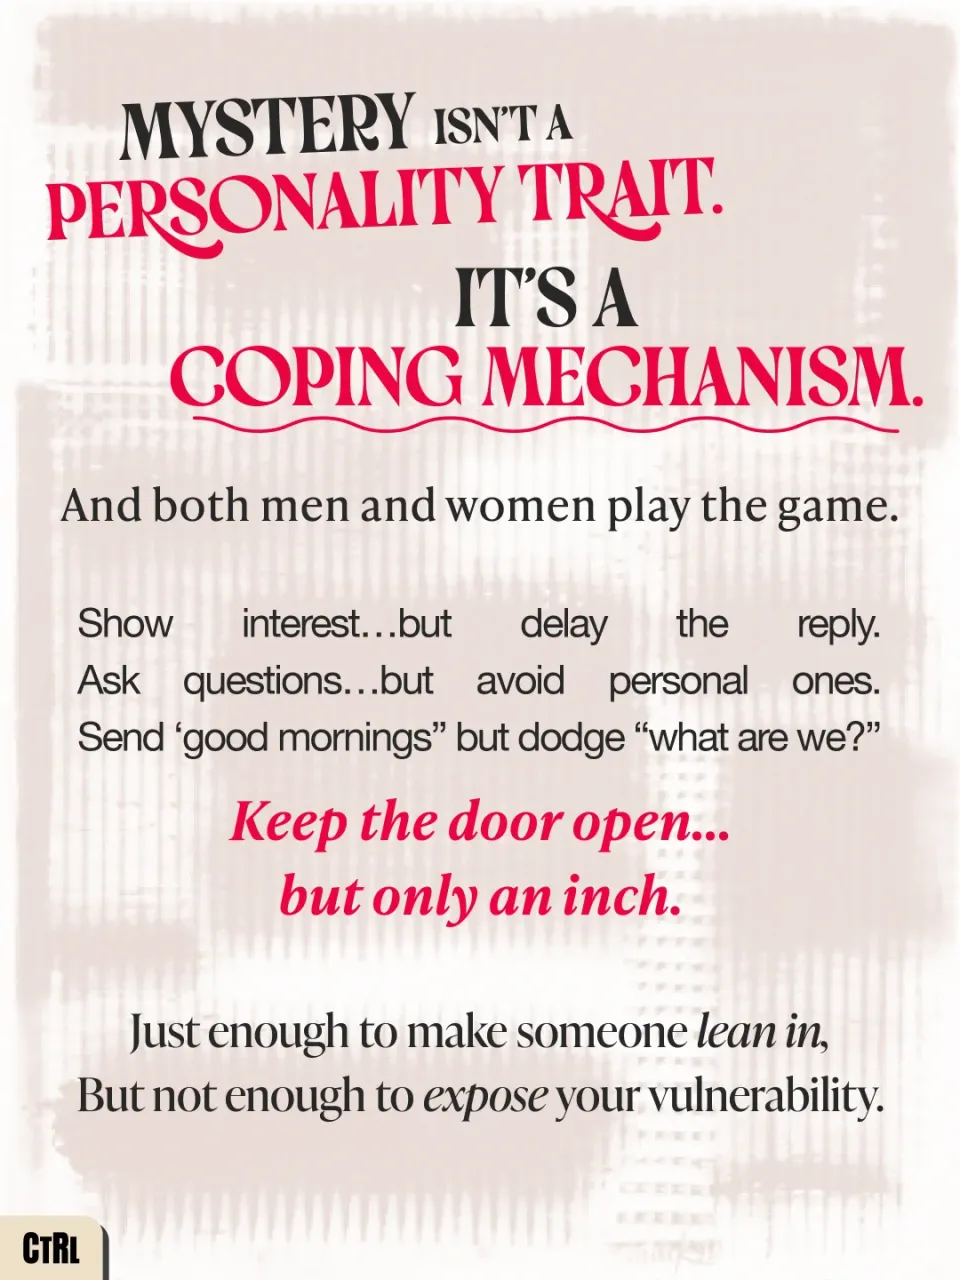 MYSTERY ISN'T A
PERSONALITY TRAIT.
IT'S A
COPING MECHANISM.
And both men and women play the game.
Show interest...but delay the reply.
Ask questions...but avoid personal ones.
Send ‘good mornings” but dodge “what are we?”
Keep the door open...
but only an inch.
Just enough to make someone lean in,
But not enough to expose your vulnerability.
CTRL